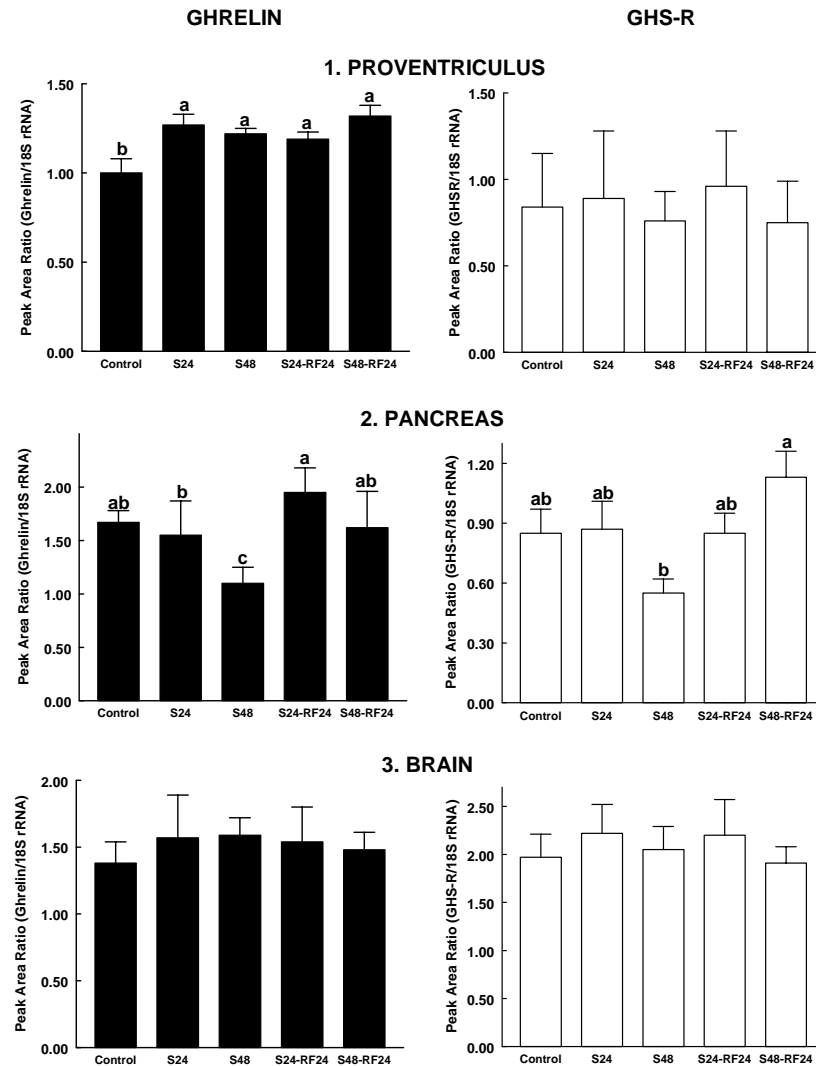 GHRELIN
GHS-R
1. PROVENTRICULUS
Peak Area Ratio (Ghrelin/18S rRNA)
1.50
1.00
0.50
0.00
b
a
a
a
a
Control S24 S48 S24-RF24 S48-RF24
Peak Area Ratio (GHSR/18S rRNA)
1.50
1.00
0.50
0.00
Control S24 S48 S24-RF24 S48-RF24
2. PANCREAS
Peak Area Ratio (Ghrelin/18S rRNA)
2.00
1.50
1.00
0.50
0.00
ab
b
c
a
ab
Control S24 S48 S24-RF24 S48-RF24
Peak Area Ratio (GHS-R/18S rRNA)
1.20
0.90
0.60
0.30
0.00
ab
ab
b
ab
a
Control S24 S48 S24-RF24 S48-RF24
3. BRAIN
Peak Area Ratio (Ghrelin/18S rRNA)
2.00
1.50
1.00
0.50
0.00
Control S24 S48 S24-RF24 S48-RF24
Peak Area Ratio (GHS-R/18S rRNA)
2.50
2.00
1.50
1.00
0.50
0.00
Control S24 S48 S24-RF24 S48-RF24